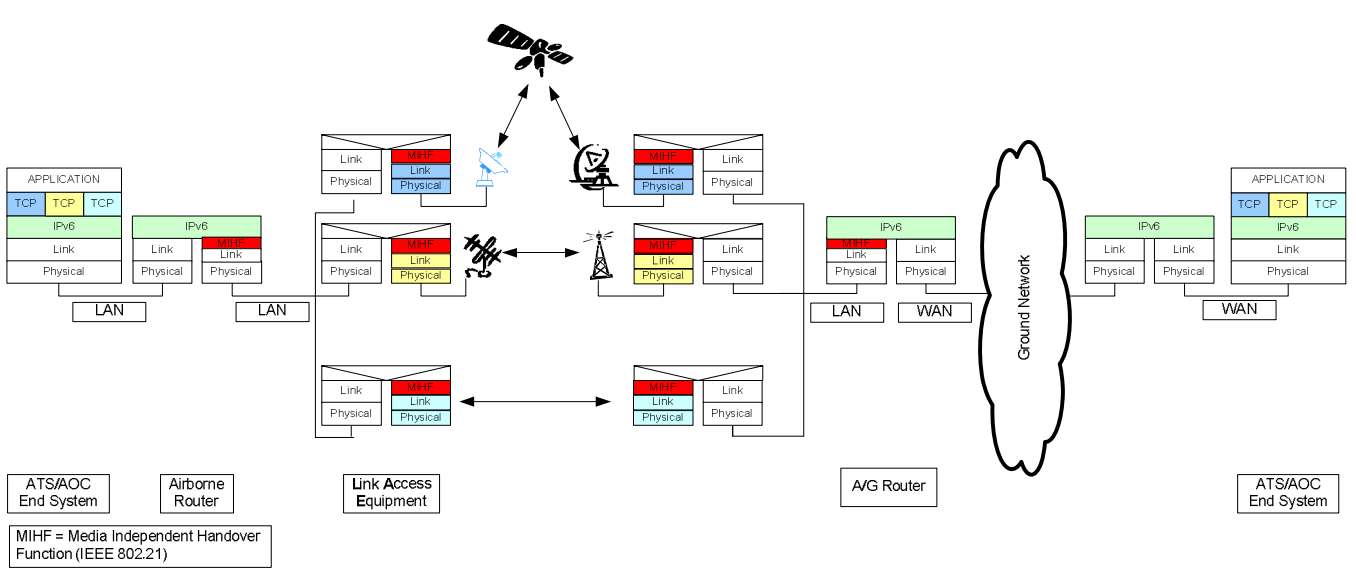 Link
MIHF
Link
Physical
Physical
MIHF
Link
Physical
Link
Physical
APPLICATION
TCP TCP TCP
IPv6
Link
Physical
IPv6
Link
Physical
MIHF
Link
Physical
LAN
LAN
Link
Physical
MIHF
Link
Physical
MIHF
Link
Physical
Link
Physical
IPv6
MIHF
Link
Physical
Link
Physical
LAN
WAN
Ground Network
IPv6
Link
Physical
Link
Physical
APPLICATION
TCP TCP TCP
IPv6
Link
Physical
WAN
Link
Physical
MIHF
Link
Physical
MIHF
Link
Physical
Link
Physical
ATS/AOC
End System
Airborne
Router
Link Access
Equipment
A/G Router
ATS/AOC
End System
MIHF = Media Independent Handover
Function (IEEE 802.21)